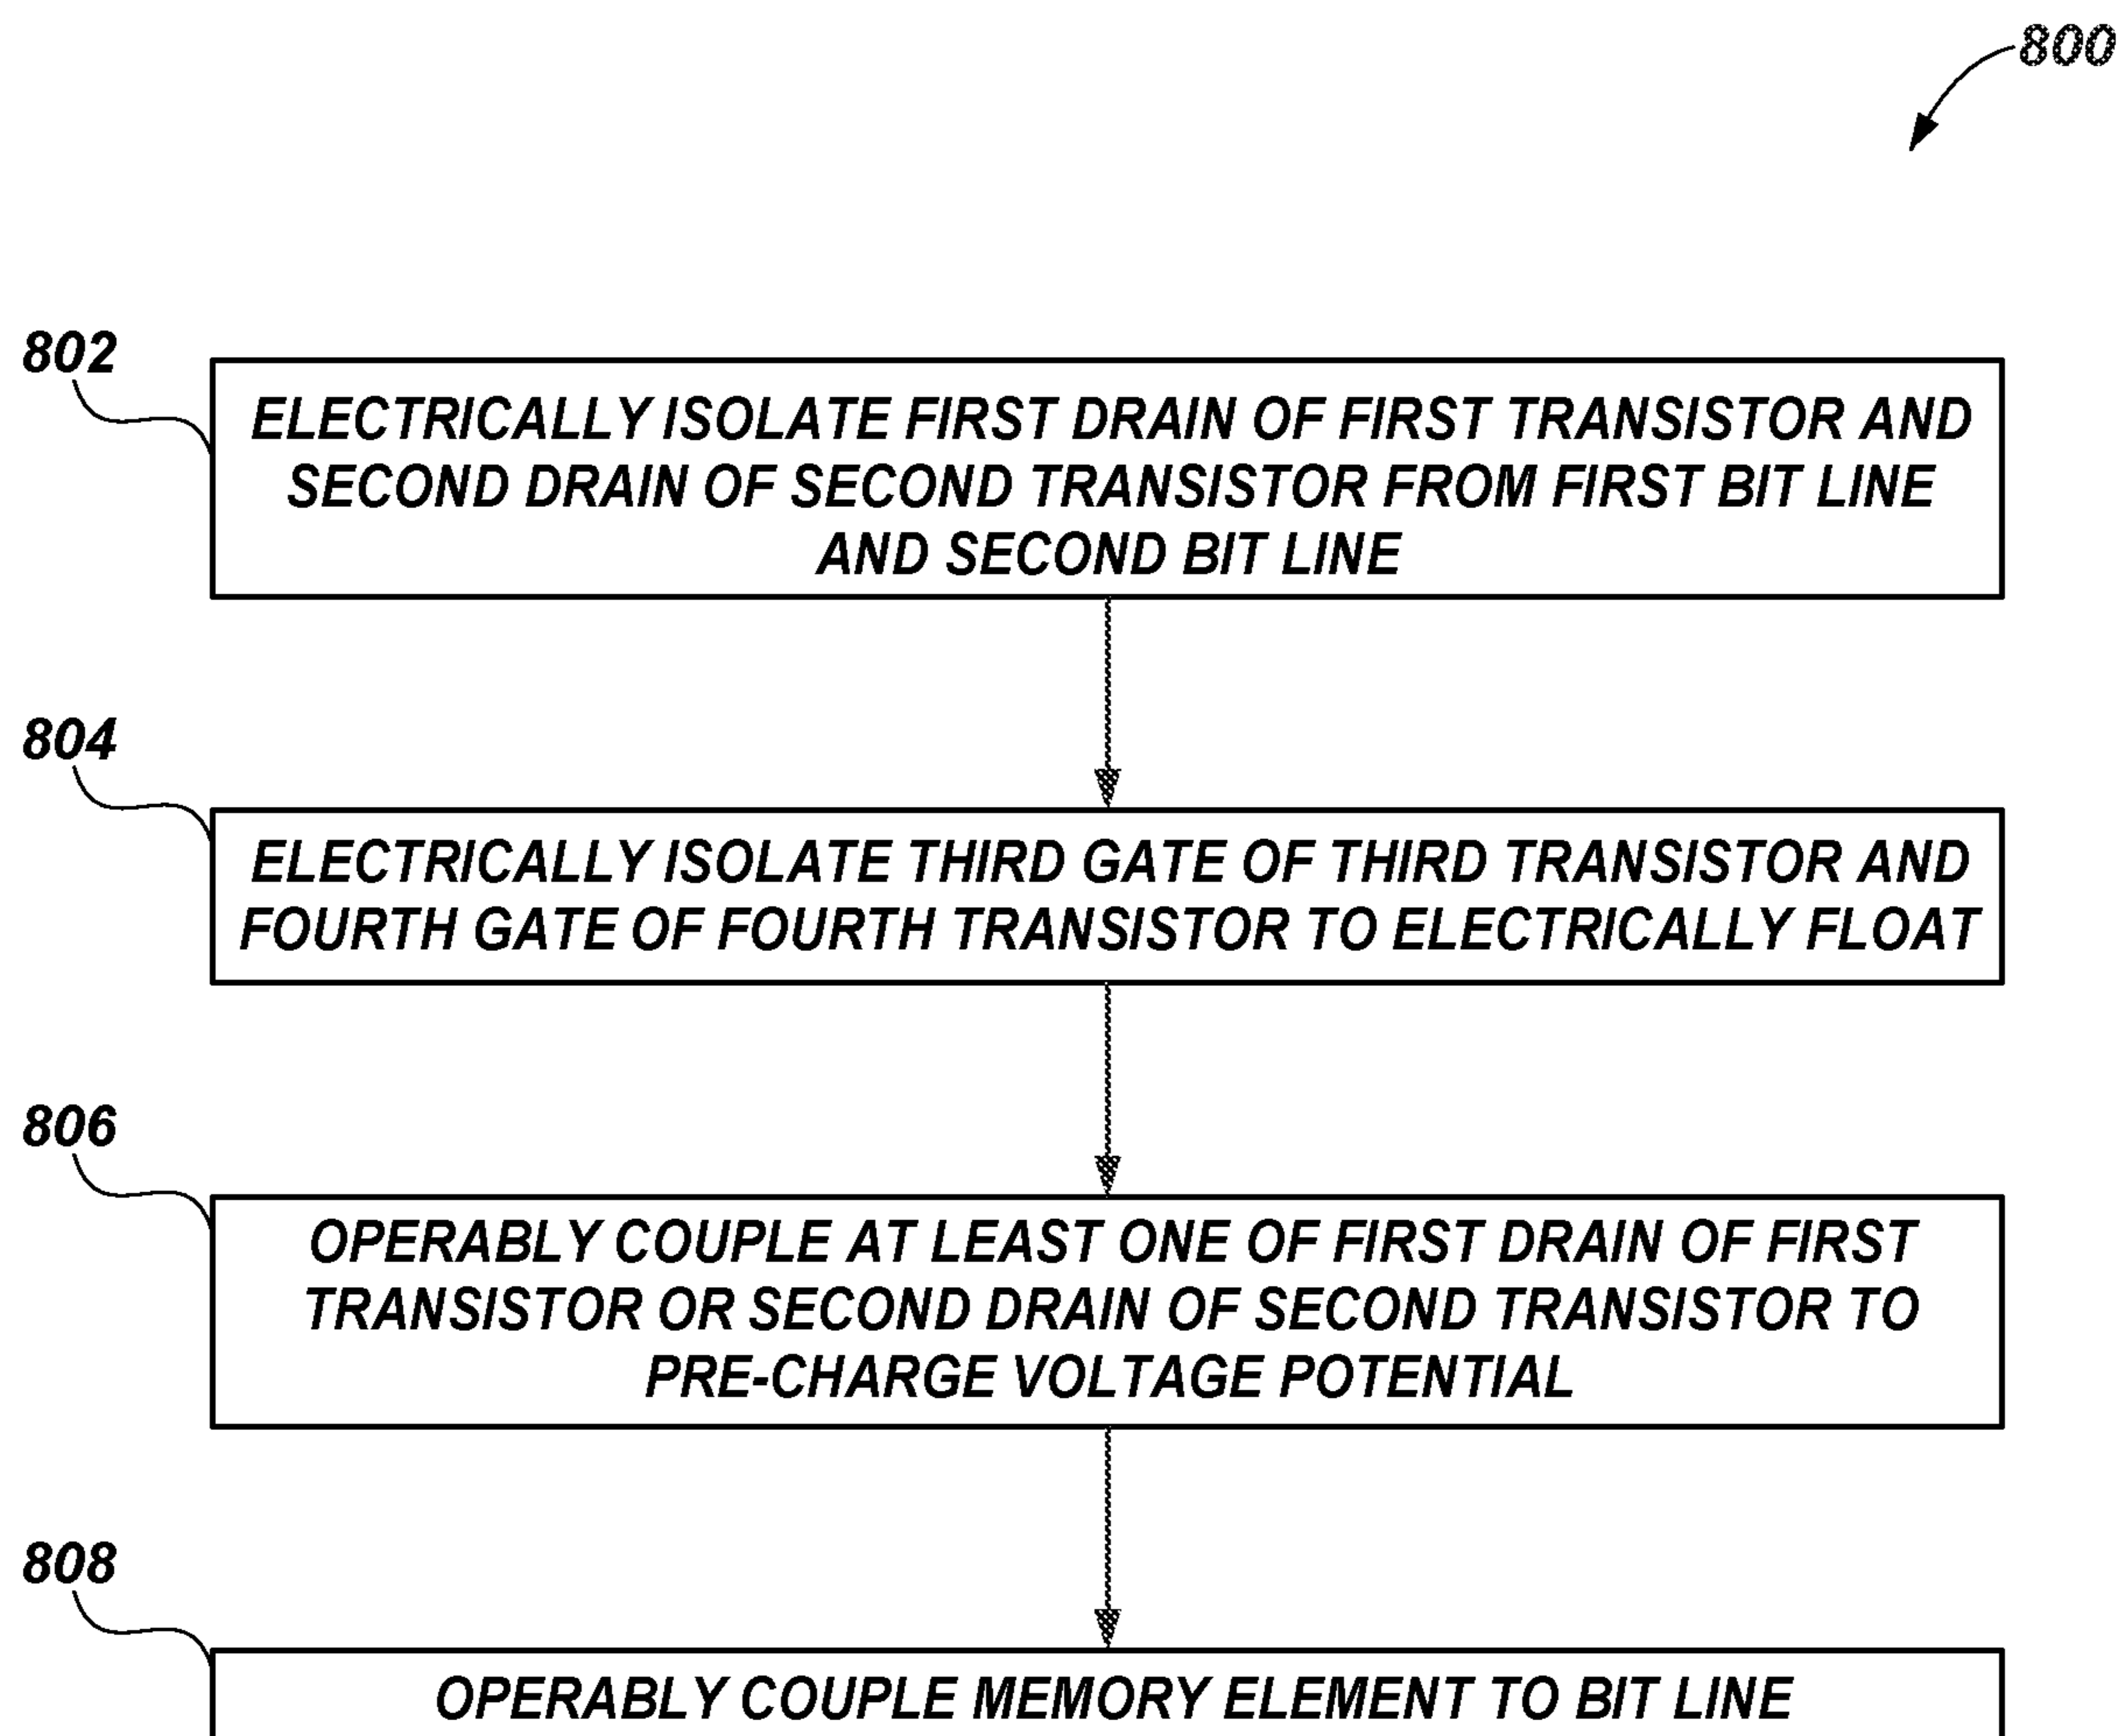 800
802
ELECTRICALLY ISOLATE FIRST DRAIN OF FIRST TRANSISTOR AND
SECOND DRAIN OF SECOND TRANSISTOR FROM FIRST BIT LINE
AND SECOND BIT LINE
804
ELECTRICALLY ISOLATE THIRD GATE OF THIRD TRANSISTOR AND
FOURTH GATE OF FOURTH TRANSISTOR TO ELECTRICALLY FLOAT
806
OPERABLY COUPLE AT LEAST ONE OF FIRST DRAIN OF FIRST
TRANSISTOR OR SECOND DRAIN OF SECOND TRANSISTOR TO
PRE-CHARGE VOLTAGE POTENTIAL
808
OPERABLY COUPLE MEMORY ELEMENT TO BIT LINE